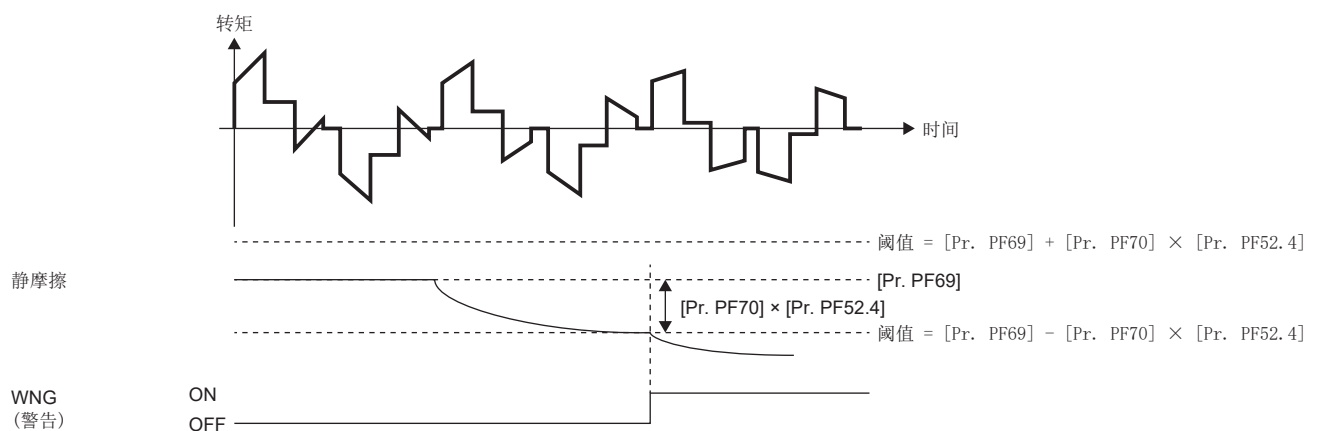 转矩
时间
阈值 = [Pr. PF69] + [Pr. PF70] × [Pr. PF52.4]
静摩擦
[Pr. PF69]
[Pr. PF70] × [Pr. PF52.4]
阈值 = [Pr. PF69] - [Pr. PF70] × [Pr. PF52.4]
WNG
(警告)
ON
OFF